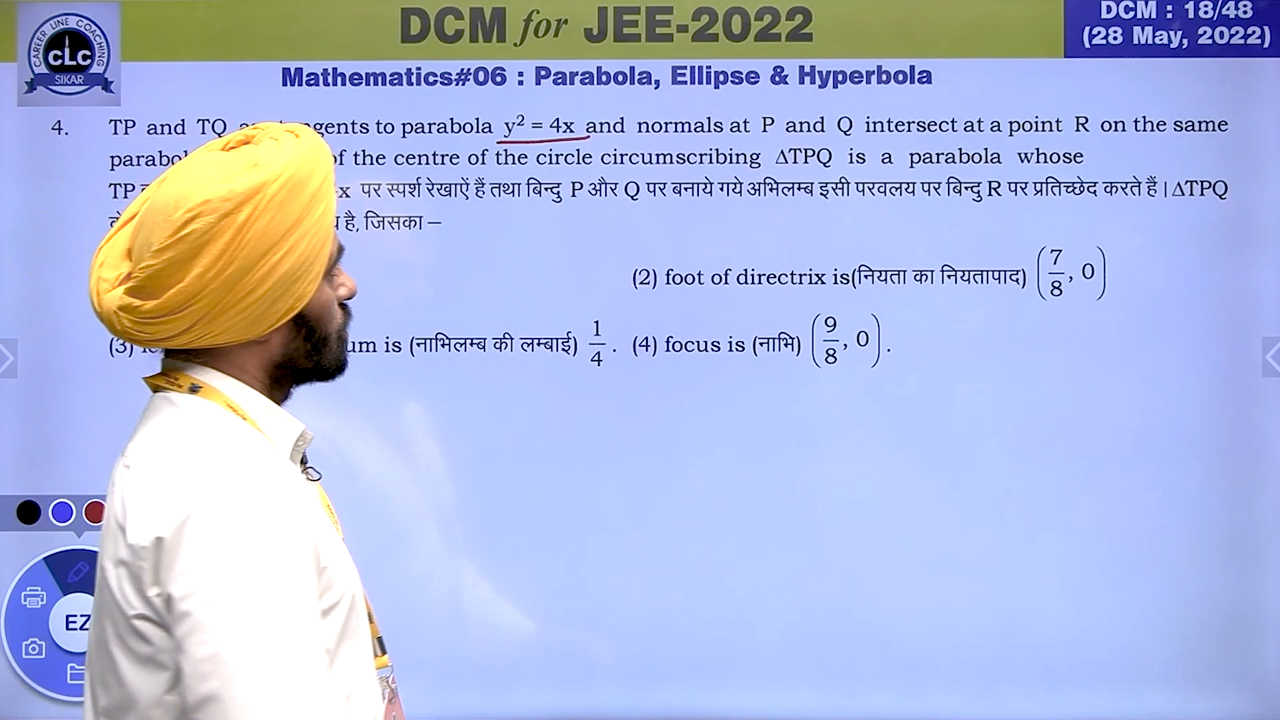 DCM for JEE-2022
DCM : 18/48
(28 May, 2022)
CAREER LINE COACHING
CLC
SIKAR
Mathematics#06 : Parabola, Ellipse & Hyperbola
4. TP and TQ tangents to parabola y² = 4x and normals at P and Q intersect at a point R on the same
of the centre of the circle circumscribing ΔTPQ is a parabola whose
TP x पर स्पर्श रेखाऐं हैं तथा बिन्दु P और Q पर बनाये गये अभिलम्ब इसी परवलय पर बिन्दु R पर प्रतिच्छेद करते हैं। ΔTPQ
है, जिसका –
(2) foot of directrix is(नियता का नियतापाद) (7/8, 0)
(3) um is (नाभिलम्ब की लम्बाई) 1/4. (4) focus is (नाभि) (9/8, 0).
EZ